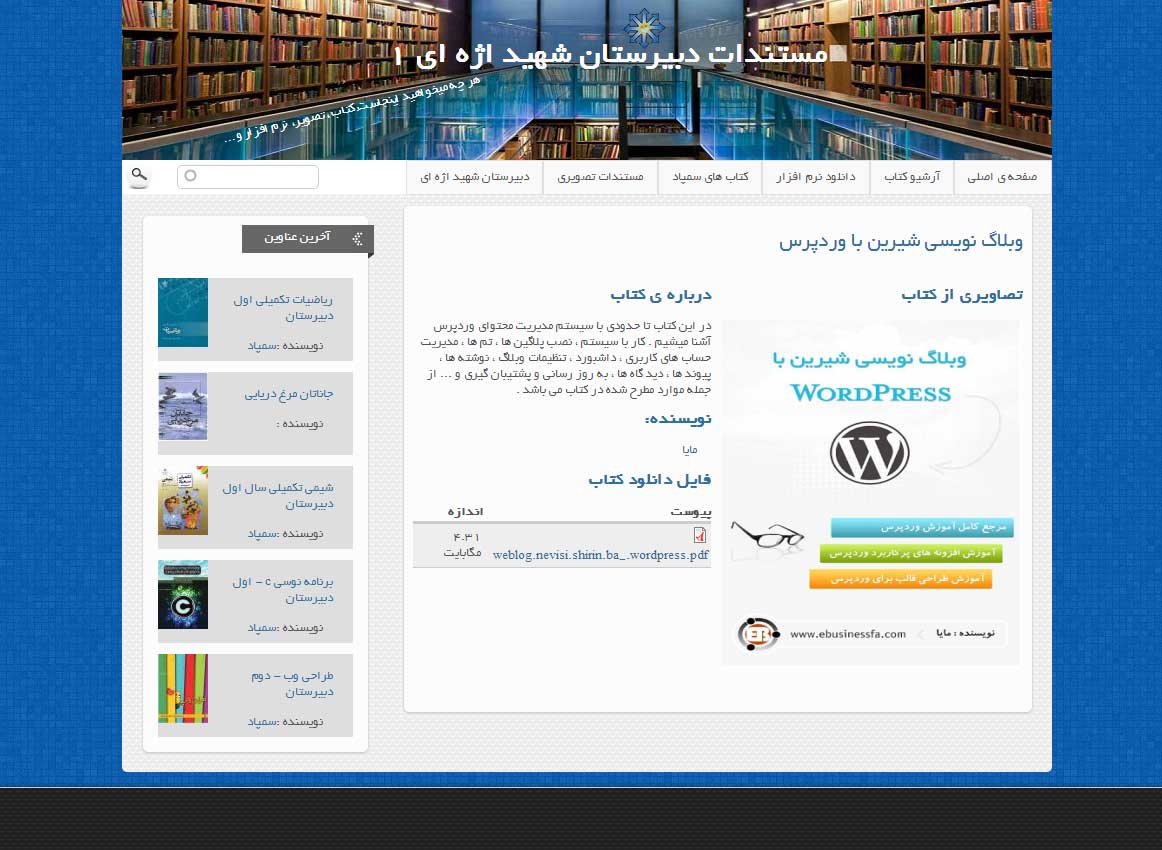 مستندات دبیرستان شهید اژه ای ۱
هر چه میخواهید اینجاست.کتاب،تصویر، نرم افزار و...
صفحه ی اصلی
آرشیو کتاب
دانلود نرم افزار
کتاب های سمپاد
مستندات تصویری
دبیرستان شهید اژه ای
وبلاگ نویسی شیرین با وردپرس
تصاویری از کتاب
وبلاگ نویسی شیرین با
WORDPRESS
W
مرجع کامل آموزش وردپرس
آموزش افزونه های پر کاربرد وردپرس
آموزش طراحی قالب برای وردپرس
نویسنده : مایا
www.ebusinessfa.com
EB
درباره ی کتاب
در این کتاب تا حدودی با سیستم مدیریت محتوای وردپرس
آشنا میشیم . کار با سیستم ، نصب پلاگین ها ، تم ها ، مدیریت
حساب های کاربری ، داشبورد ، تنظیمات وبلاگ ، نوشته ها ،
پیوند ها ، دید گاه ها ، به روز رسانی و پشتیبان گیری و ... از
جمله موارد مطرح شده در کتاب می باشد .
نویسنده:
مایا
فایل دانلود کتاب
پیوست اندازه
weblog.nevisi.shirin.ba_.wordpress.pdf
۴.۳۱
مگابایت
آخرین عناوین
ریاضیات تکمیلی اول
دبیرستان
نویسنده :سمپاد
جاناتان مرغ دریایی
نویسنده :
شیمی تکمیلی سال اول
دبیرستان
نویسنده :سمپاد
برنامه نوسی c - اول
دبیرستان
نویسنده :سمپاد
C
طراحی وب - دوم
دبیرستان
نویسنده :سمپاد